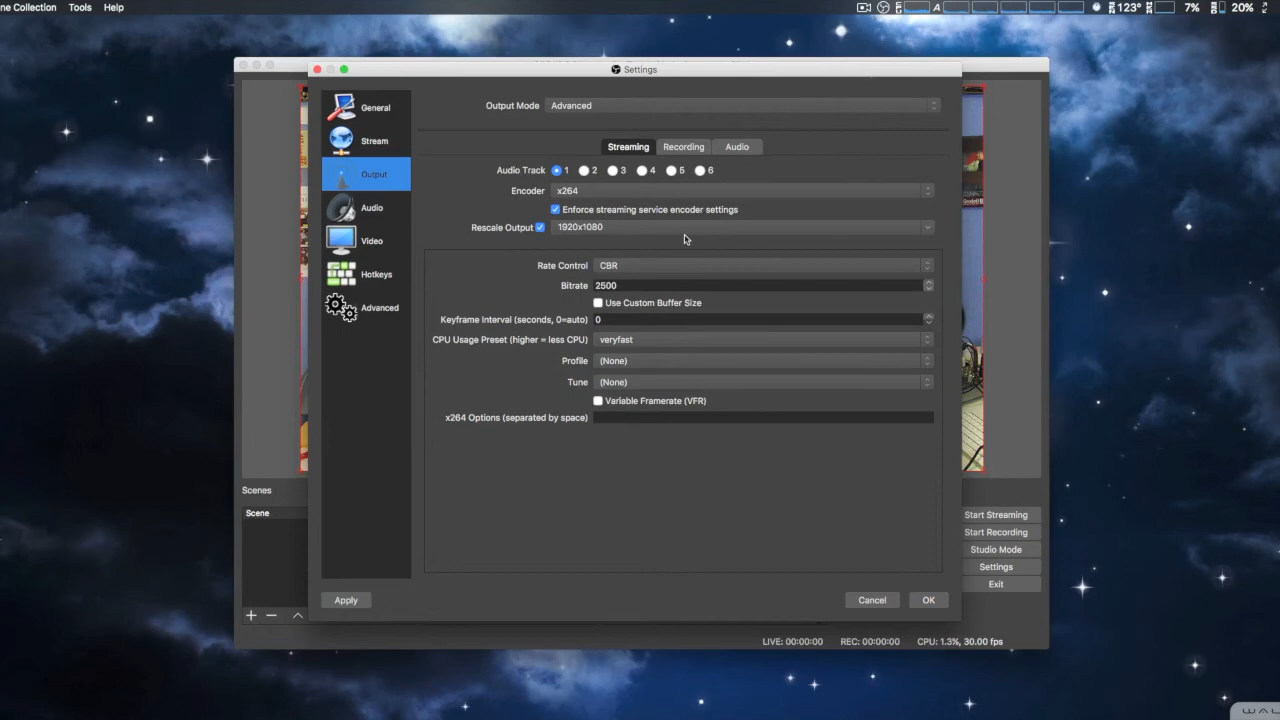 ne Collection Tools Help
A 123° 7% 20%
Settings
General
Stream
Output
Audio
Video
Hotkeys
Advanced
Output Mode Advanced
Streaming Recording Audio
Audio Track 1 2 3 4 5 6
Encoder x264
Enforce streaming service encoder settings
Rescale Output 1920x1080
Rate Control CBR
Bitrate 2500
Use Custom Buffer Size
Keyframe Interval (seconds, 0=auto) 0
CPU Usage Preset (higher = less CPU) veryfast
Profile (None)
Tune (None)
Variable Framerate (VFR)
x264 Options (separated by space)
Apply Cancel OK
Scenes
Scene
Start Streaming
Start Recording
Studio Mode
Settings
Exit
LIVE: 00:00:00 REC: 00:00:00 CPU: 1.3%, 30.00 fps